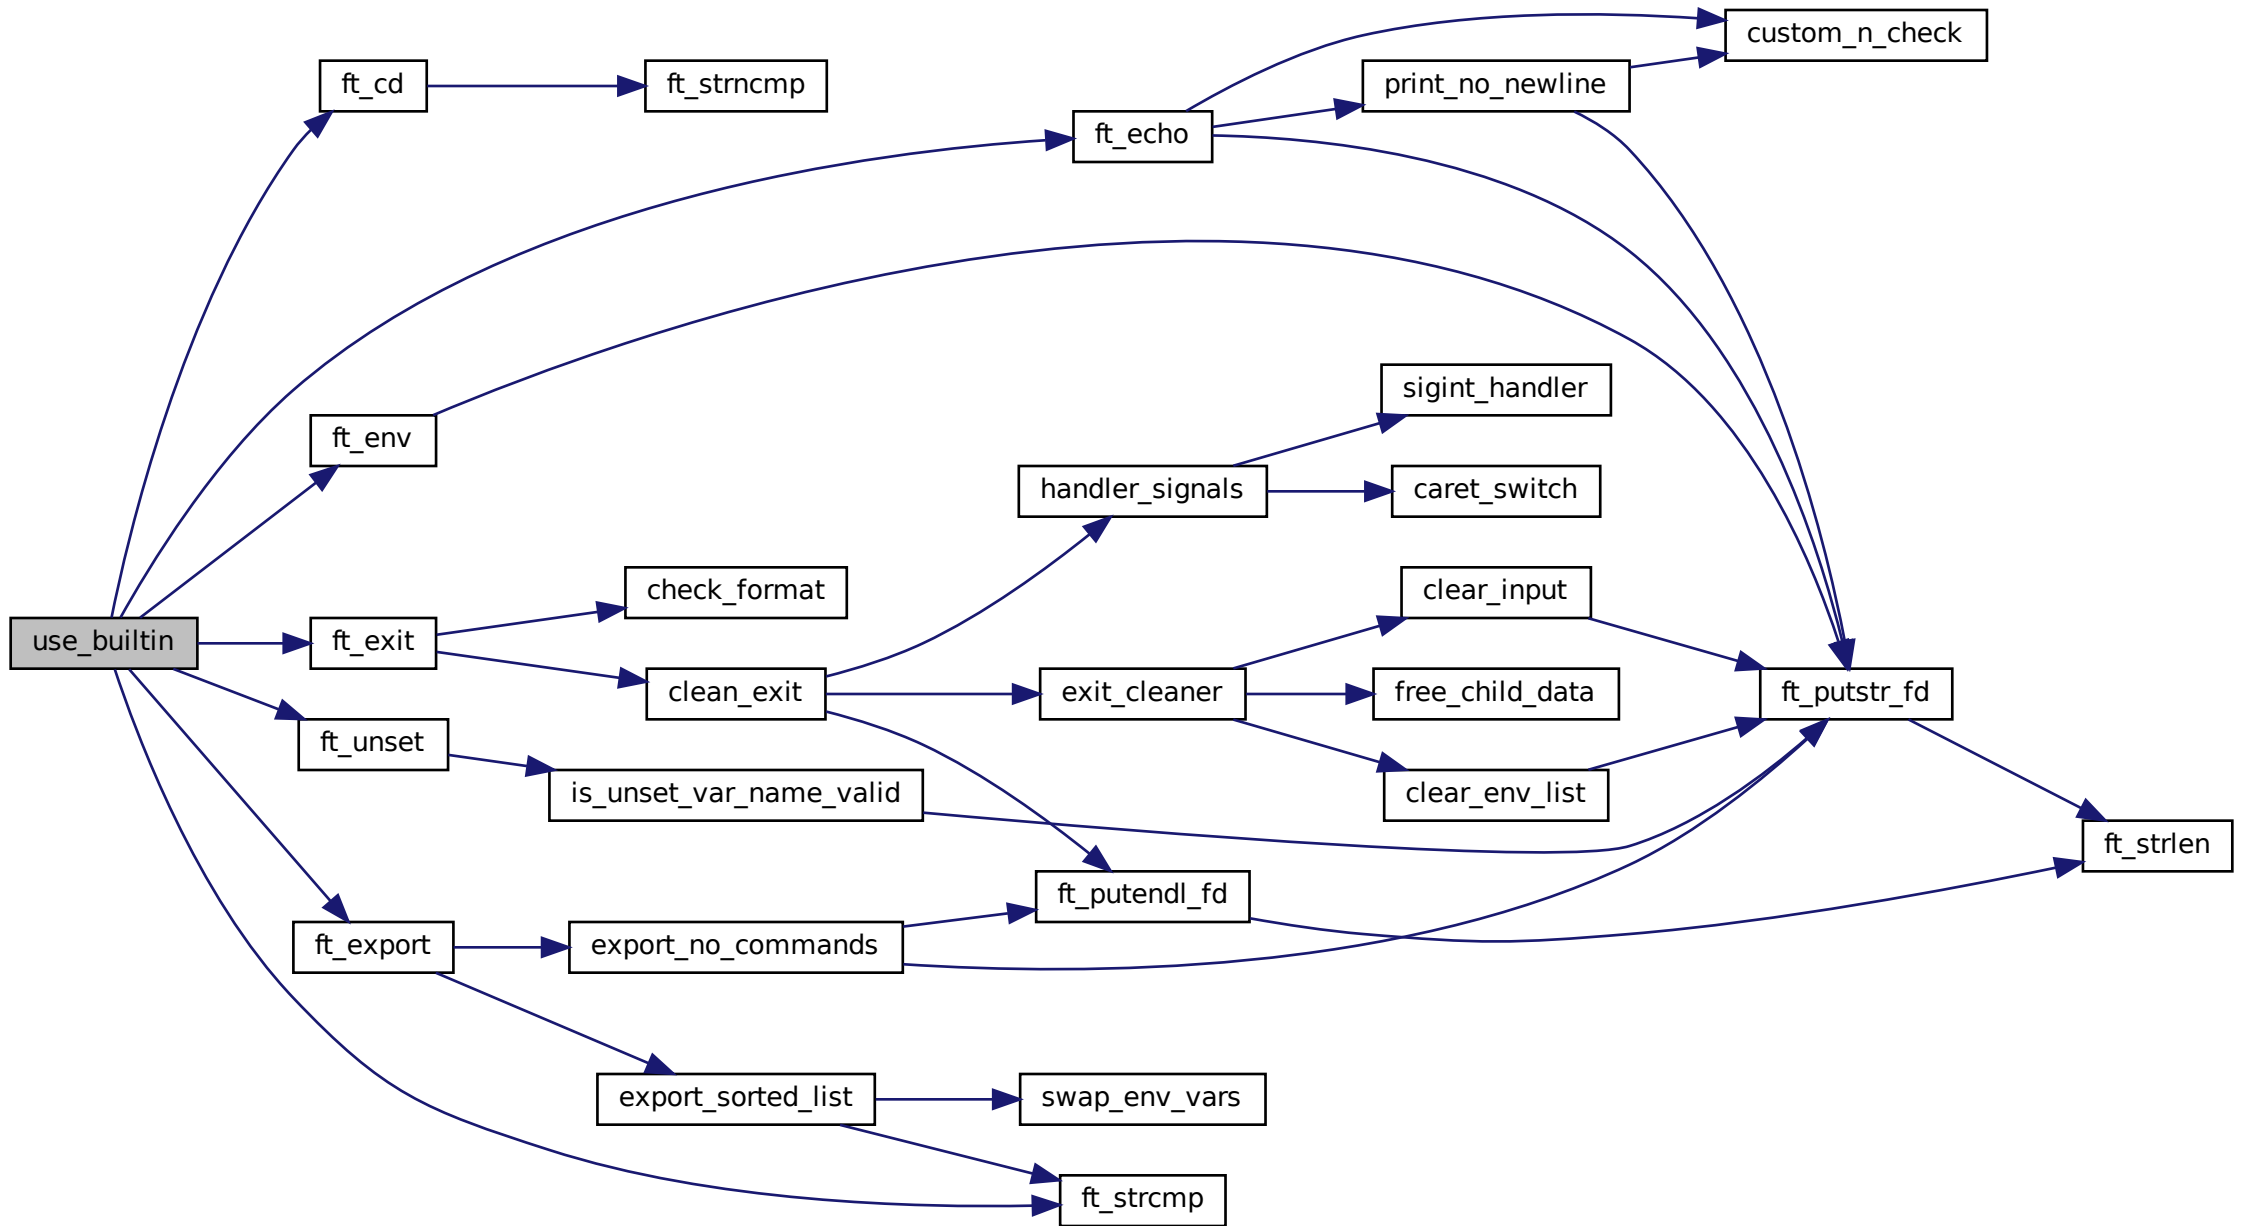 custom_n_check
ft_cd
ft_strncmp
print_no_newline
ft_echo
sigint_handler
ft_env
handler_signals
caret_switch
check_format
clear_input
use_builtin
ft_exit
clean_exit
exit_cleaner
free_child_data
ft_putstr_fd
ft_unset
is_unset_var_name_valid
clear_env_list
ft_strlen
ft_putendl_fd
ft_export
export_no_commands
export_sorted_list
swap_env_vars
ft_strcmp